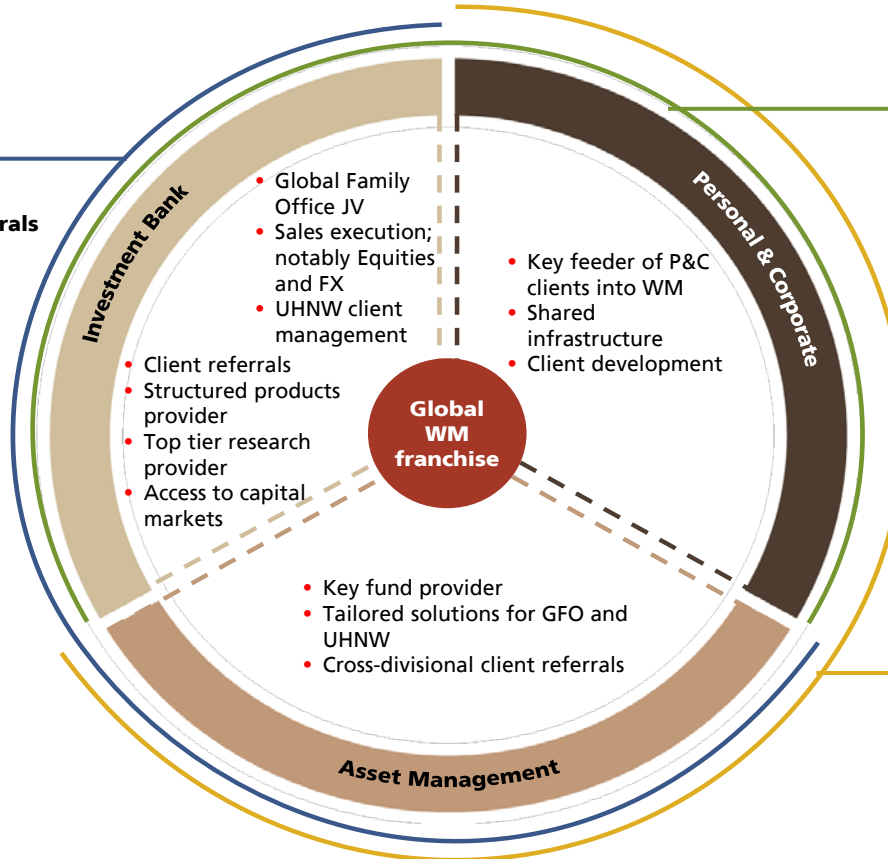 rals
Investment Bank
• Global Family
Office JV
• Sales execution;
notably Equities
and FX
• UHNW client
management
• Client referrals
• Structured products
provider
• Top tier research
provider
• Access to capital
markets
Personal & Corporate
• Key feeder of P&C
clients into WM
• Shared
infrastructure
• Client development
Global
WM
franchise
• Key fund provider
• Tailored solutions for GFO and
UHNW
• Cross-divisional client referrals
Asset Management